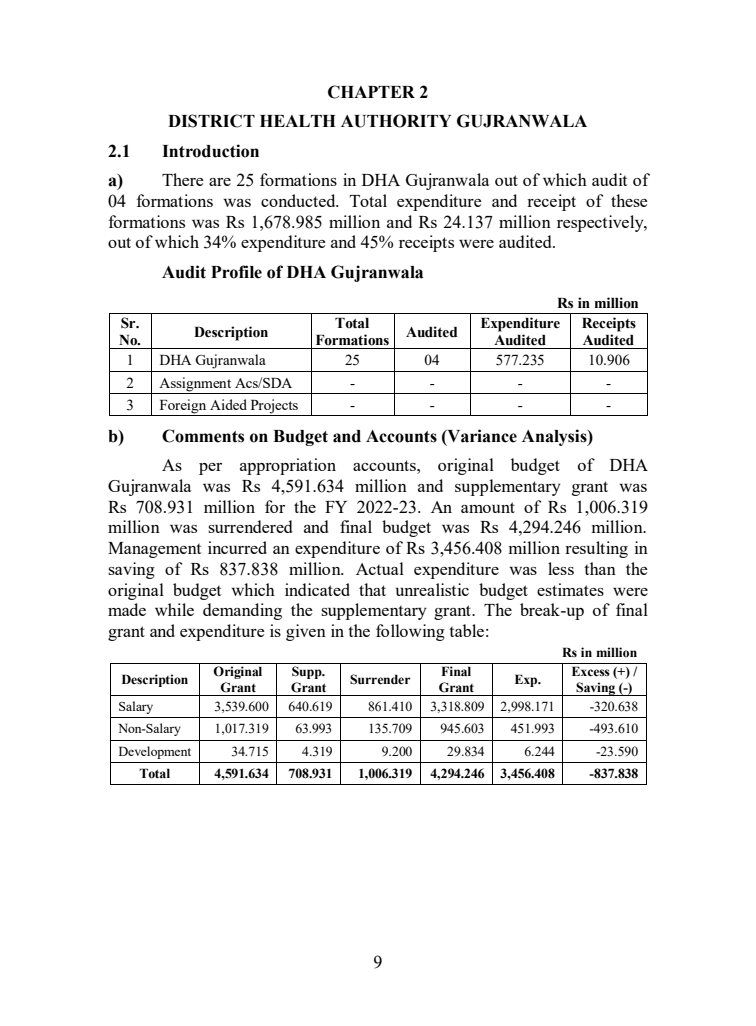 CHAPTER 2
DISTRICT HEALTH AUTHORITY GUJRANWALA
2.1 Introduction
a) There are 25 formations in DHA Gujranwala out of which audit of
04 formations was conducted. Total expenditure and receipt of these
formations was Rs 1,678.985 million and Rs 24.137 million respectively,
out of which 34% expenditure and 45% receipts were audited.
Audit Profile of DHA Gujranwala
Rs in million
Sr. No. Description Total Formations Audited Expenditure Audited Receipts Audited
1 DHA Gujranwala 25 04 577.235 10.906
2 Assignment Acs/SDA - - - -
3 Foreign Aided Projects - - - -
b) Comments on Budget and Accounts (Variance Analysis)
As per appropriation accounts, original budget of DHA
Gujranwala was Rs 4,591.634 million and supplementary grant was
Rs 708.931 million for the FY 2022-23. An amount of Rs 1,006.319
million was surrendered and final budget was Rs 4,294.246 million.
Management incurred an expenditure of Rs 3,456.408 million resulting in
saving of Rs 837.838 million. Actual expenditure was less than the
original budget which indicated that unrealistic budget estimates were
made while demanding the supplementary grant. The break-up of final
grant and expenditure is given in the following table:
Rs in million
Description Original Grant Supp. Grant Surrender Final Grant Exp. Excess (+) / Saving (-)
Salary 3,539.600 640.619 861.410 3,318.809 2,998.171 -320.638
Non-Salary 1,017.319 63.993 135.709 945.603 451.993 -493.610
Development 34.715 4.319 9.200 29.834 6.244 -23.590
Total 4,591.634 708.931 1,006.319 4,294.246 3,456.408 -837.838
9